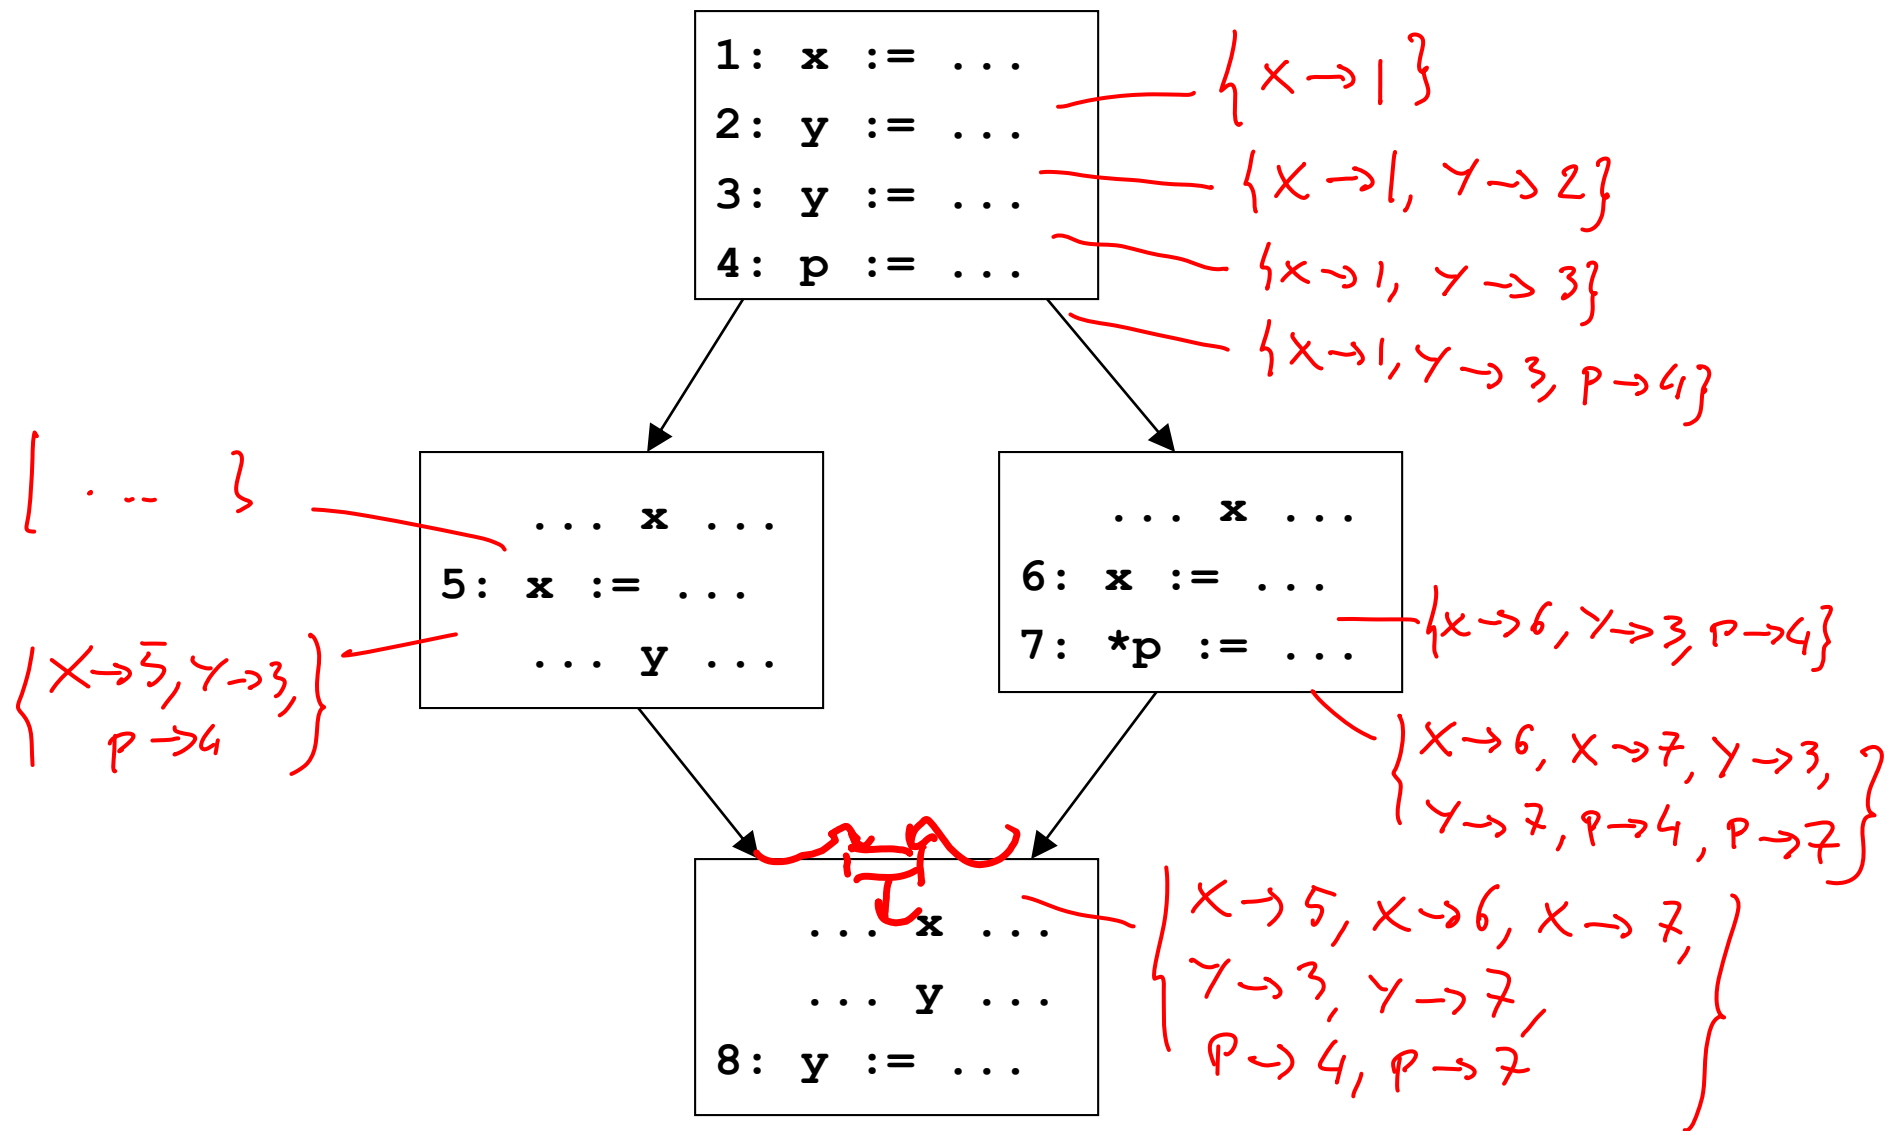 1: x := ...
2: y := ...
3: y := ...
4: p := ...
{ x → 1 }
{ x → 1, y → 2}
{ x → 1, y → 3}
{ x → 1, y → 3, p → 4}
{ ... }
... x ...
5: x := ...
... y ...
{ x → 5, y → 3,
p → 4 }
... x ...
6: x := ...
7: *p := ...
{x → 6, y → 3, p → 4}
{ x → 6, x → 7, y → 3,
y → 7, p → 4, p → 7 }
... x ...
... y ...
8: y := ...
{ x → 5, x → 6, x → 7,
y → 3, y → 7,
p → 4, p → 7 }